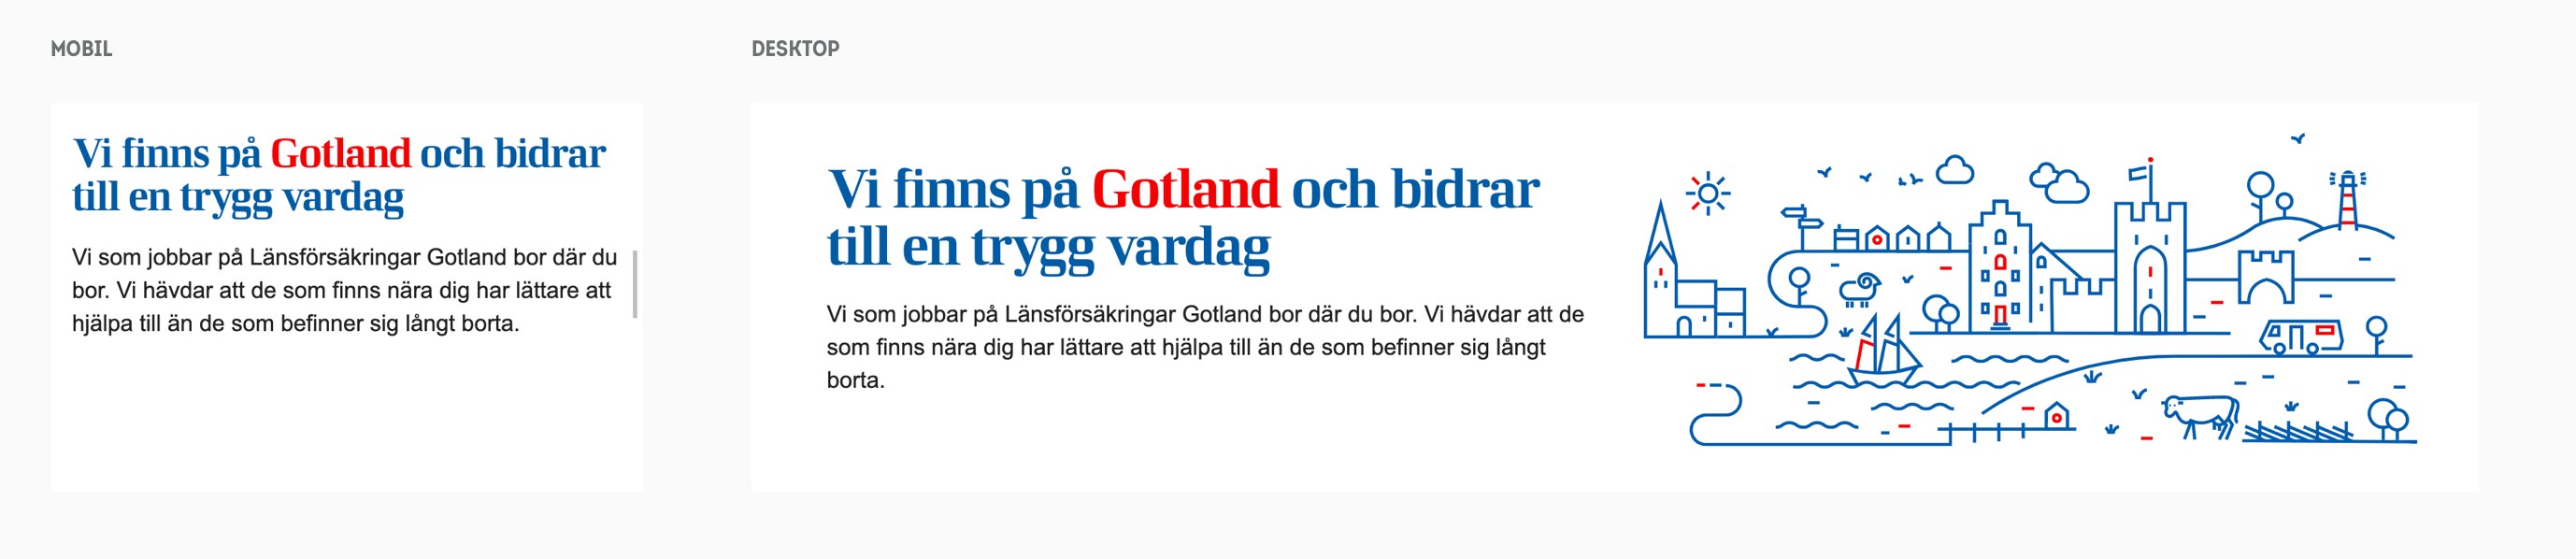 MOBIL
Vi finns på Gotland och bidrar
till en trygg vardag
Vi som jobbar på Länsförsäkringar Gotland bor där du
bor. Vi hävdar att de som finns nära dig har lättare att
hjälpa till än de som befinner sig långt borta.
DESKTOP
Vi finns på Gotland och bidrar
till en trygg vardag
Vi som jobbar på Länsförsäkringar Gotland bor där du bor. Vi hävdar att de
som finns nära dig har lättare att hjälpa till än de som befinner sig långt
borta.